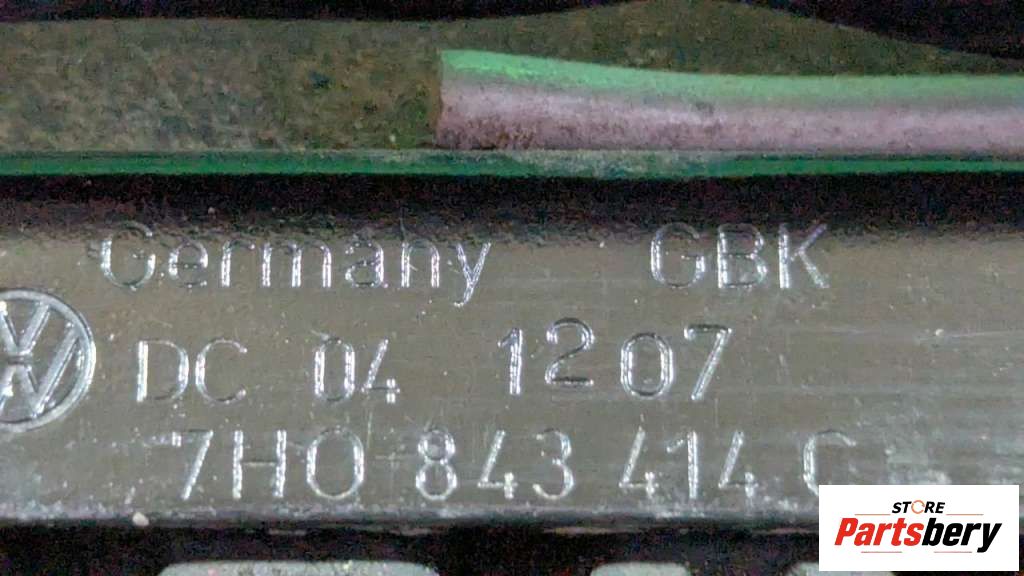 Germany GBK
DC 04 1207
7H0 843 414 C
STORE
Partsbery